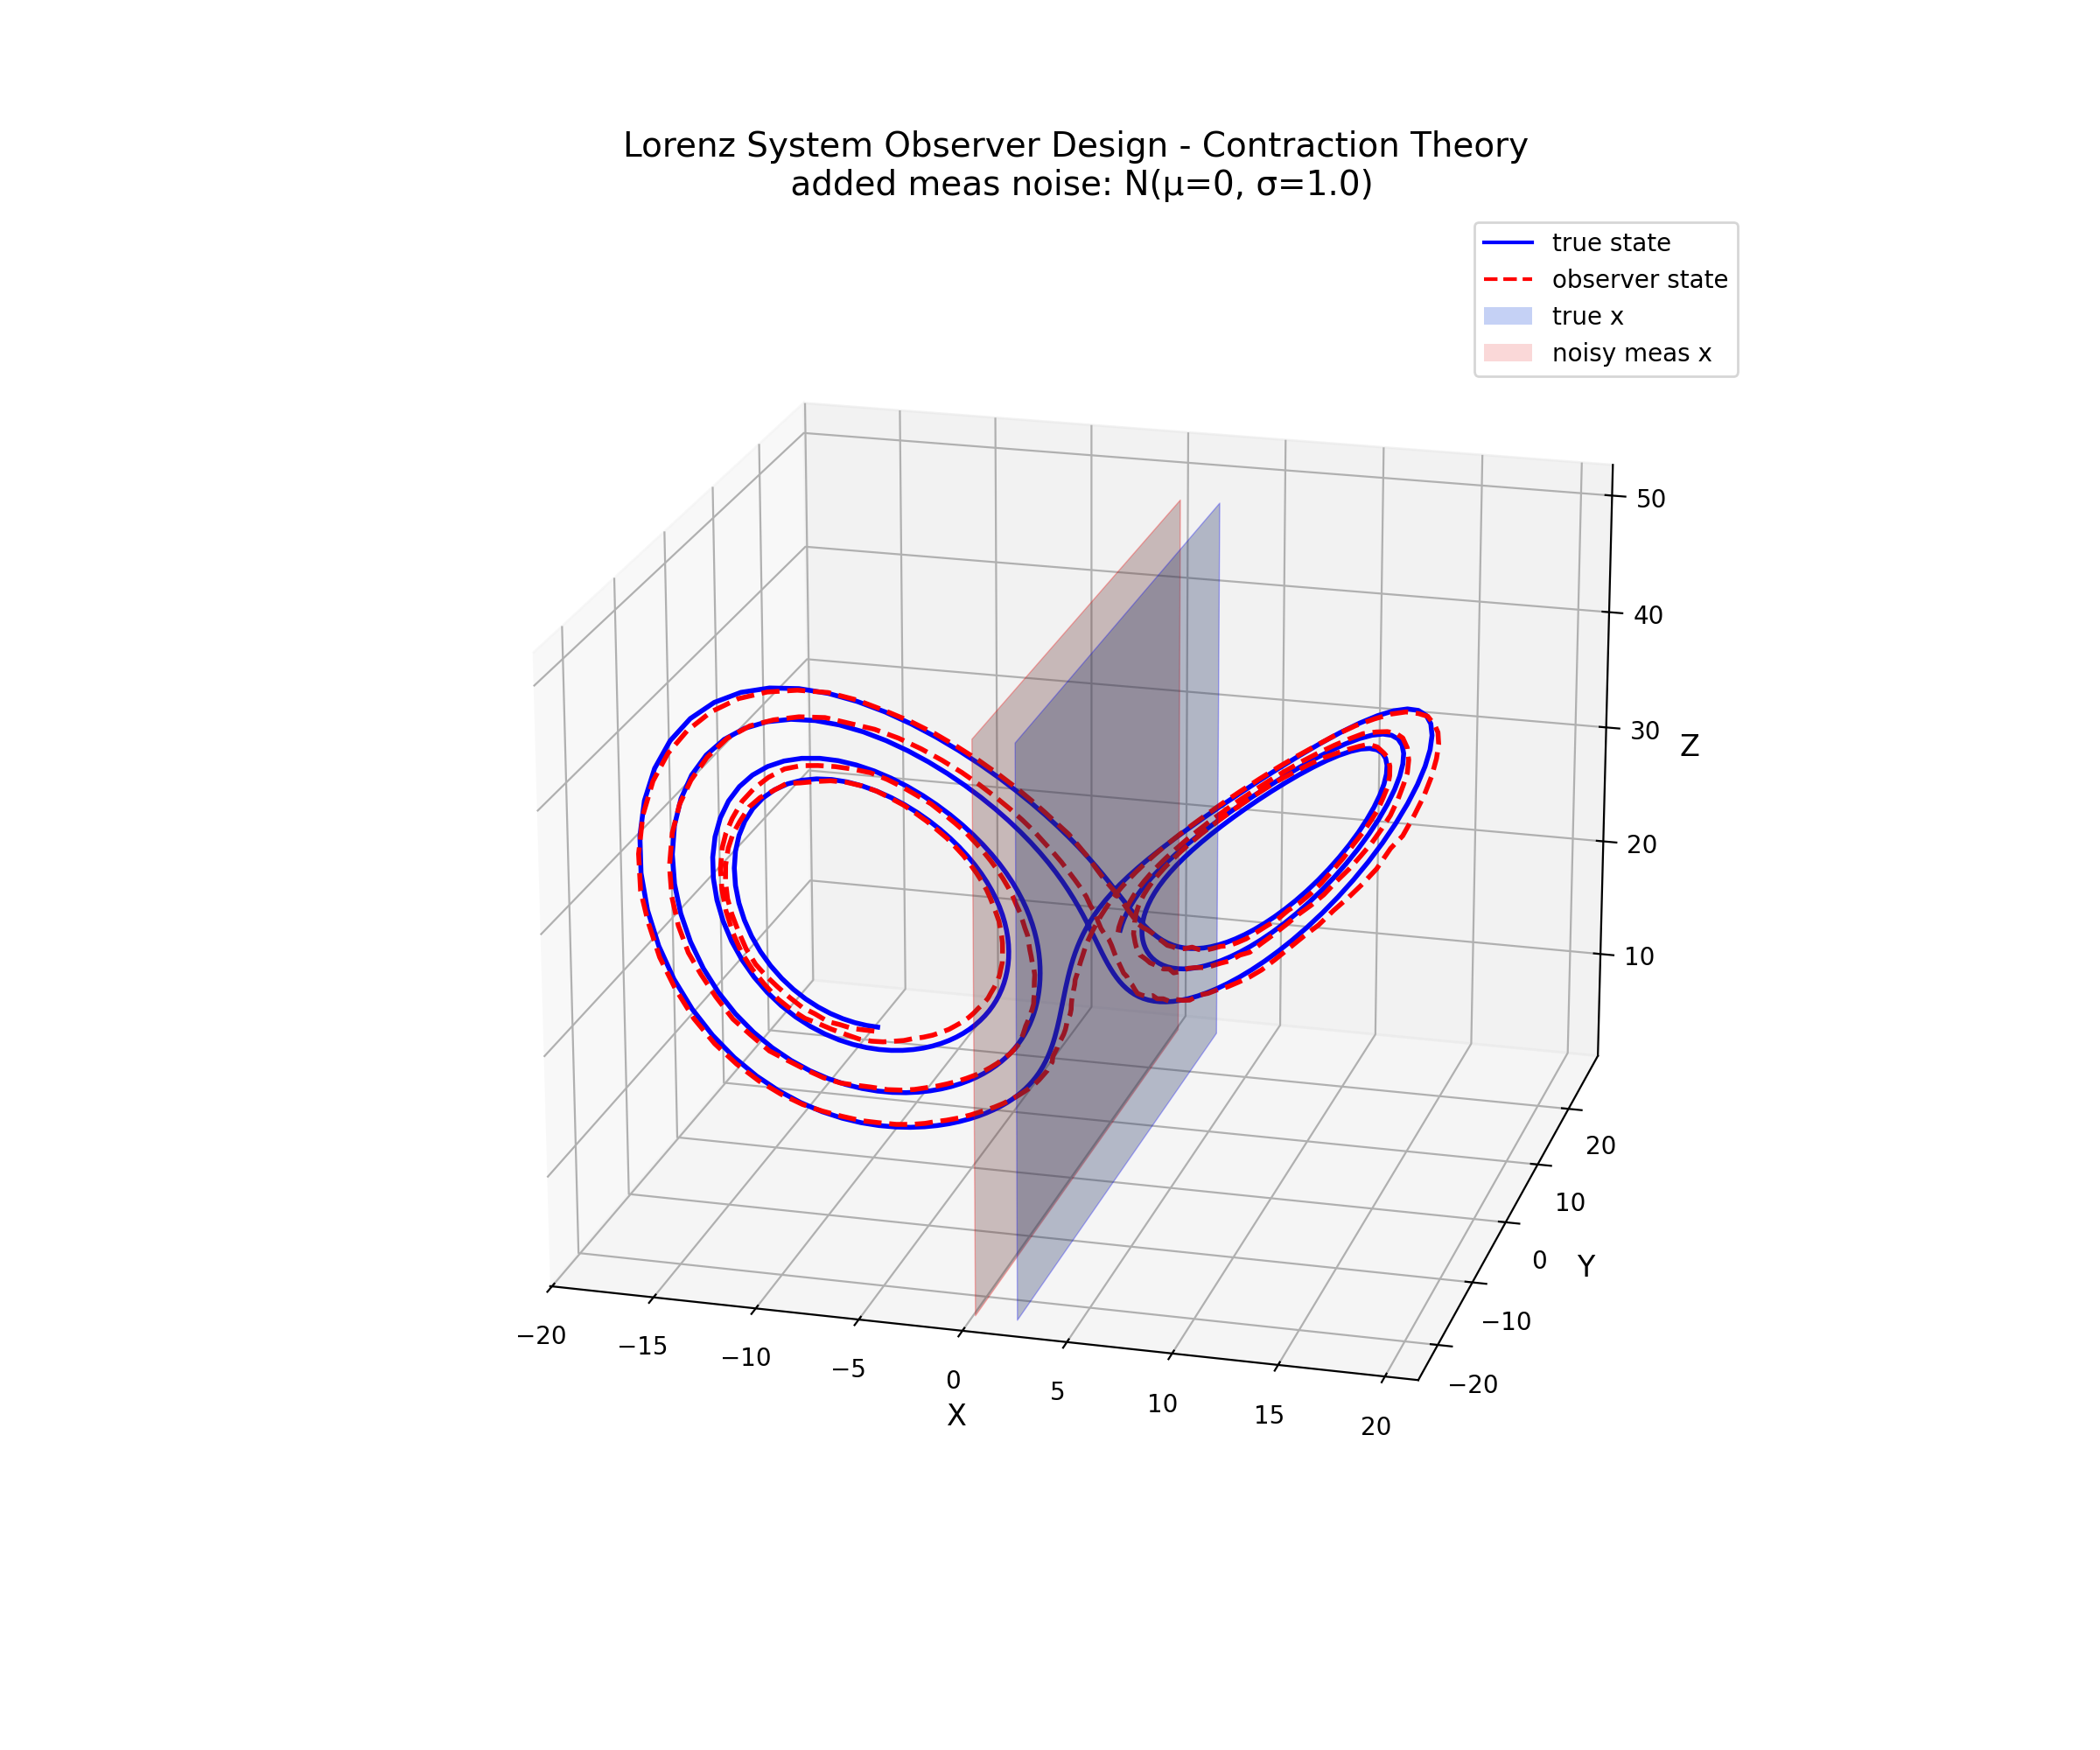 Lorenz System Observer Design - Contraction Theory
added meas noise: N(μ=0, σ=1.0)
true state
observer state
true x
noisy meas x
50
40
30
Z
20
10
20
10
0
Y
−10
−20
−20
−15
−10
−5
0
5
10
15
20
X